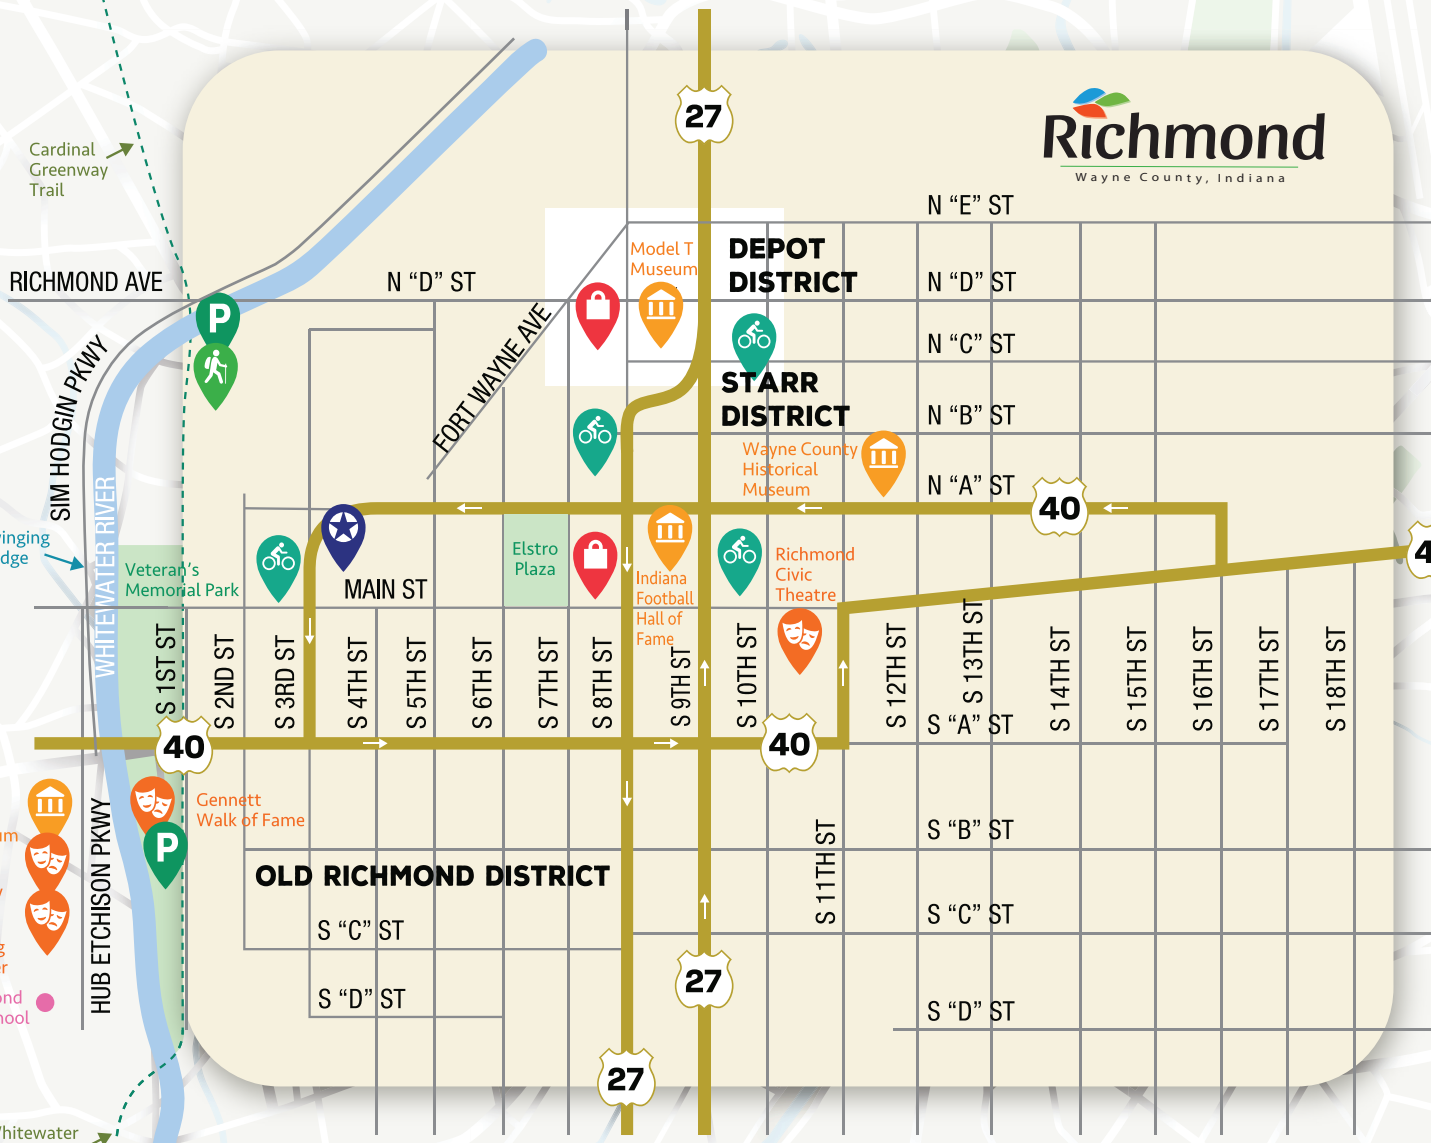 27
Richmond
Wayne County, Indiana
Cardinal
Greenway
Trail
N “E” ST
Model T
Museum
DEPOT
DISTRICT
RICHMOND AVE
N “D” ST
N “D” ST
P
FORT WAYNE AVE
SIM HODGIN PKWY
N “C” ST
STARR
DISTRICT
N “B” ST
Wayne County
Historical
Museum
N “A” ST
40
WHITEWATER RIVER
Elstro
Plaza
Veteran's
Memorial Park
MAIN ST
Indiana
Football
Hall of
Fame
Richmond
Civic
Theatre
S 1ST ST
S 2ND ST
S 3RD ST
S 4TH ST
S 5TH ST
S 6TH ST
S 7TH ST
S 8TH ST
S 9TH ST
S 10TH ST
S 12TH ST
S 13TH ST
S 14TH ST
S 15TH ST
S 16TH ST
S 17TH ST
S 18TH ST
S “A” ST
40
40
Gennett
Walk of Fame
P
HUB ETCHISON PKWY
S 11TH ST
S “B” ST
OLD RICHMOND DISTRICT
S “C” ST
S “C” ST
27
S “D” ST
S “D” ST
27